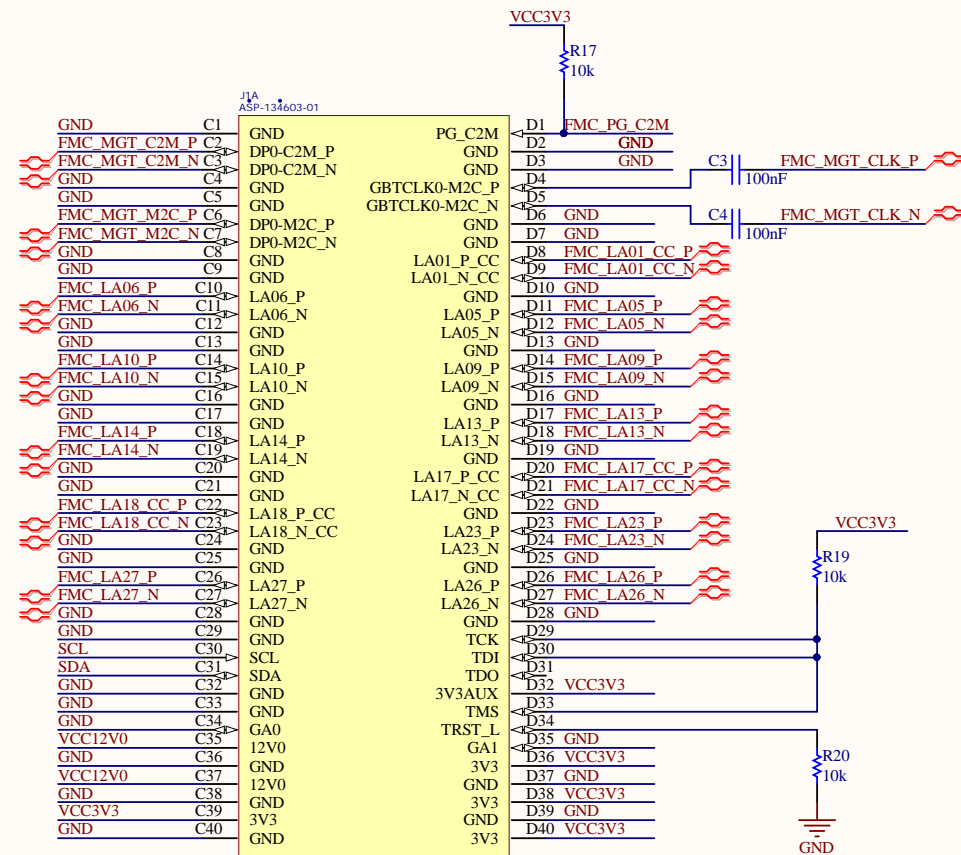 VCC3V3
R17
10k
J1A
ASP-134603-01
GND C1 GND PG_C2M D1 FMC_PG_C2M
FMC_MGT_C2M_P C2 DP0-C2M_P GND D2 GND
FMC_MGT_C2M_N C3 DP0-C2M_N GND D3 GND
GND C4 GND GBTCLK0-M2C_P D4 C3 100nF FMC_MGT_CLK_P
GND C5 GND GBTCLK0-M2C_N D5 C4 100nF FMC_MGT_CLK_N
FMC_MGT_M2C_P C6 DP0-M2C_P GND D6 GND
FMC_MGT_M2C_N C7 DP0-M2C_N GND D7 GND
GND C8 GND LA01_P_CC D8 FMC_LA01_CC_P
GND C9 GND LA01_N_CC D9 FMC_LA01_CC_N
FMC_LA06_P C10 LA06_P GND D10 GND
FMC_LA06_N C11 LA06_N LA05_P D11 FMC_LA05_P
GND C12 GND LA05_N D12 FMC_LA05_N
GND C13 GND GND D13 GND
FMC_LA10_P C14 LA10_P LA09_P D14 FMC_LA09_P
FMC_LA10_N C15 LA10_N LA09_N D15 FMC_LA09_N
GND C16 GND GND D16 GND
GND C17 GND LA13_P D17 FMC_LA13_P
FMC_LA14_P C18 LA14_P LA13_N D18 FMC_LA13_N
FMC_LA14_N C19 LA14_N GND D19 GND
GND C20 GND LA17_P_CC D20 FMC_LA17_CC_P
GND C21 GND LA17_N_CC D21 FMC_LA17_CC_N
FMC_LA18_CC_P C22 LA18_P_CC GND D22 GND
FMC_LA18_CC_N C23 LA18_N_CC LA23_P D23 FMC_LA23_P
GND C24 GND LA23_N D24 FMC_LA23_N
GND C25 GND GND D25 GND
FMC_LA27_P C26 LA27_P LA26_P D26 FMC_LA26_P
FMC_LA27_N C27 LA27_N LA26_N D27 FMC_LA26_N
GND C28 GND GND D28 GND
GND C29 GND TCK D29
SCL C30 SCL TDI D30
SDA C31 SDA TDO D31
GND C32 GND 3V3AUX D32 VCC3V3
GND C33 GND TMS D33
GND C34 GA0 TRST_L D34
VCC12V0 C35 12V0 GA1 D35 GND
GND C36 GND 3V3 D36 VCC3V3
VCC12V0 C37 12V0 GND D37 GND
GND C38 GND 3V3 D38 VCC3V3
VCC3V3 C39 3V3 GND D39 GND
GND C40 GND 3V3 D40 VCC3V3
VCC3V3
R19
10k
R20
10k
GND